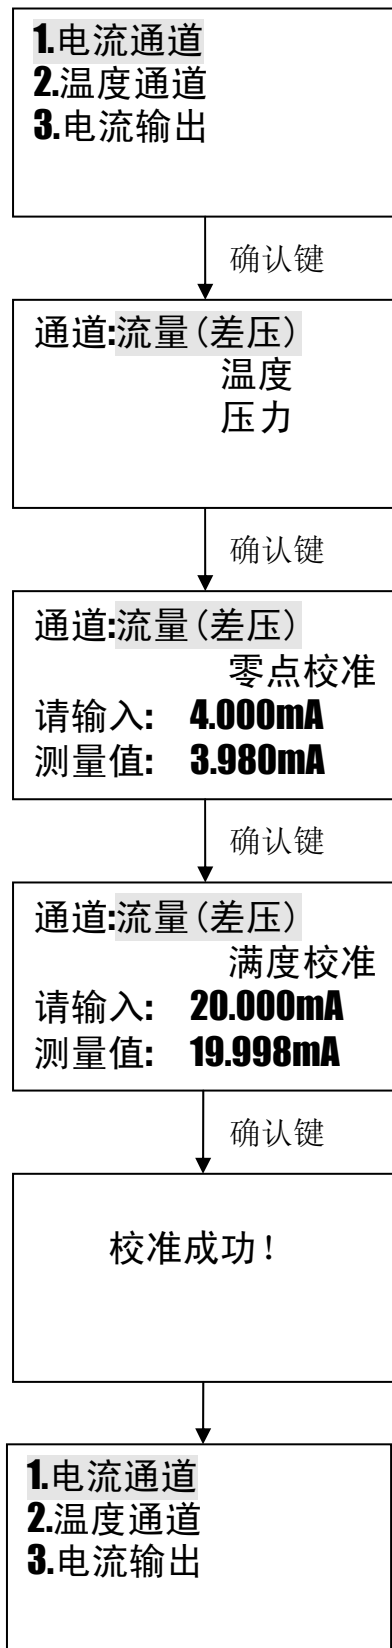 1.电流通道
2.温度通道
3.电流输出
确认键
通道:流量(差压)
温度
压力
确认键
通道:流量(差压)
零点校准
请输入: 4.000mA
测量值: 3.980mA
确认键
通道:流量(差压)
满度校准
请输入: 20.000mA
测量值: 19.998mA
确认键
校准成功!
1.电流通道
2.温度通道
3.电流输出